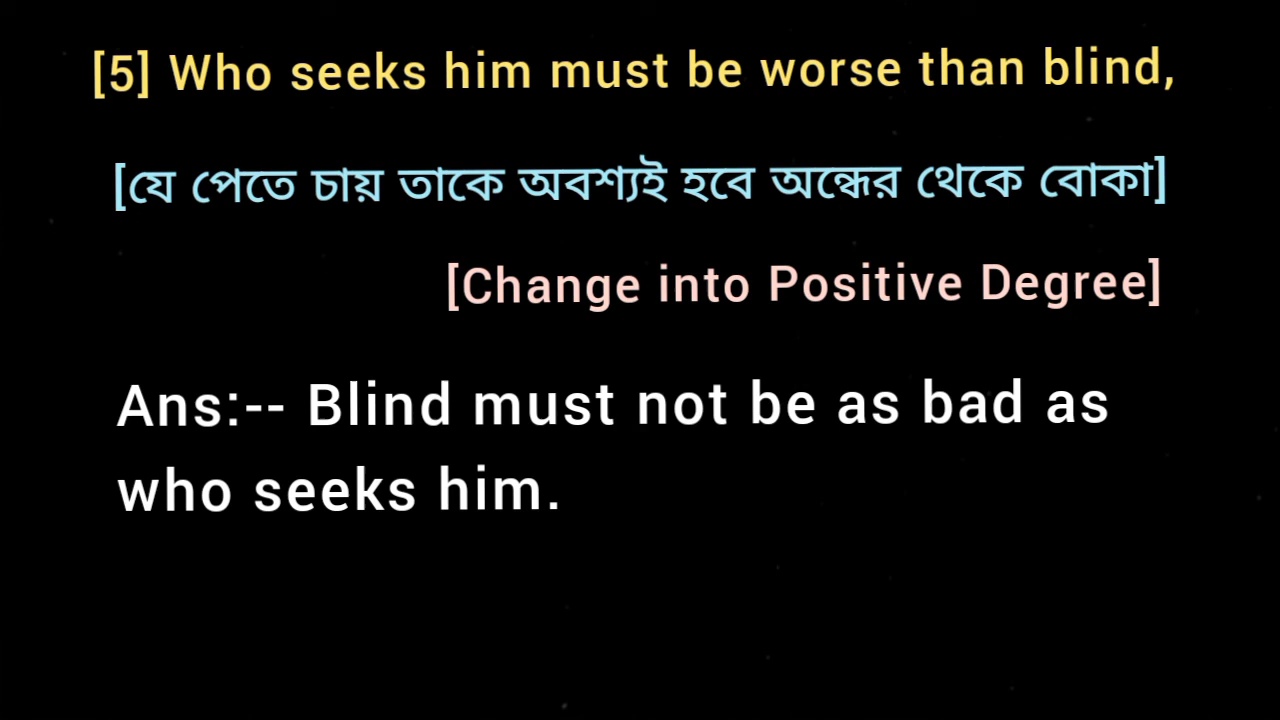 [5] Who seeks him must be worse than blind,
[যে পেতে চায় তাকে অবশ্যই হবে অন্ধের থেকে বোকা]
[Change into Positive Degree]
Ans:-- Blind must not be as bad as
who seeks him.